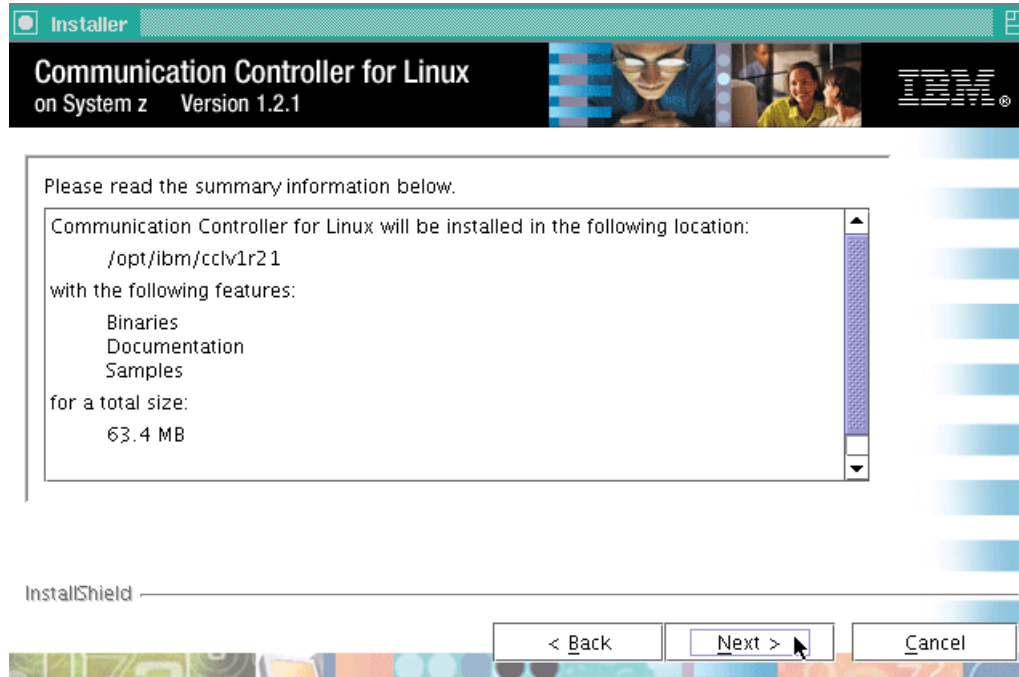 Installer
Communication Controller for Linux
on System z Version 1.2.1
IBM®
Please read the summary information below.
Communication Controller for Linux will be installed in the following location:
/opt/ibm/cclv1r21
with the following features:
Binaries
Documentation
Samples
for a total size:
63.4 MB
InstallShield
< Back
Next >
Cancel